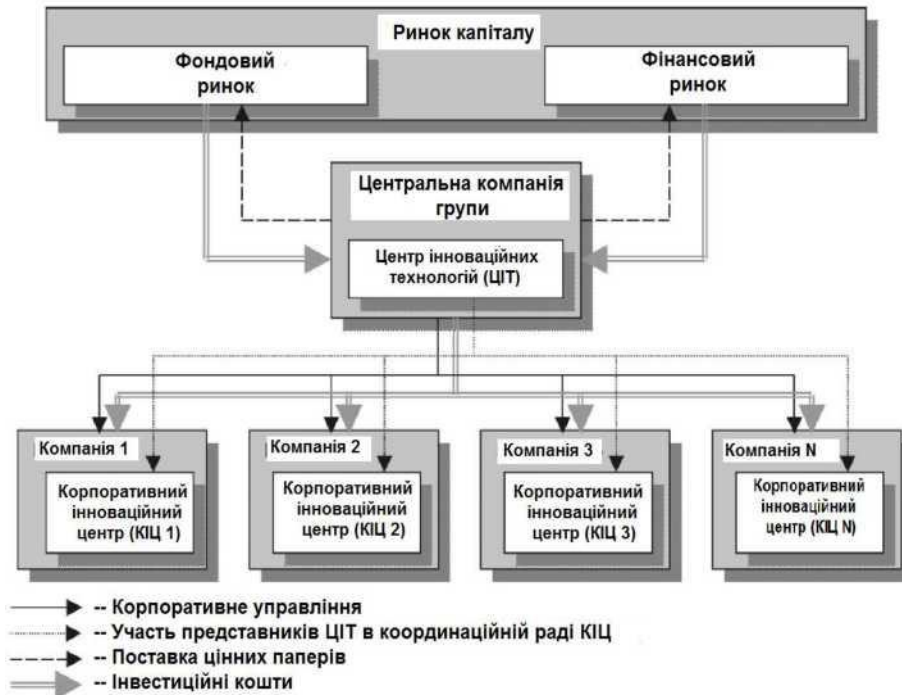 Ринок капіталу
Фондовий
ринок
Фінансовий
ринок
Центральна компанія
групи
Центр інноваційних
технологій (ЦІТ)
Компанія 1
Корпоративний
інноваційний
центр (КІЦ 1)
Компанія 2
Корпоративний
інноваційний
центр (КІЦ 2)
Компанія 3
Корпоративний
інноваційний
центр (КІЦ 3)
Компанія N
Корпоративний
інноваційний
центр (КІЦ N)
-- Корпоративне управління
-- Участь представників ЦІТ в координаційній раді КІЦ
-- Поставка цінних паперів
-- Інвестиційні кошти